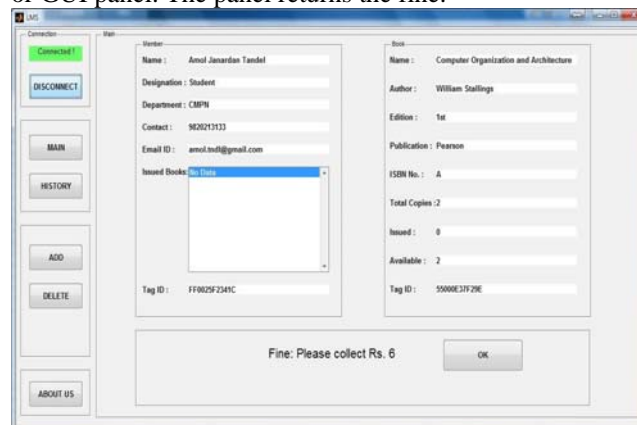 or GUI panel. The panel returns the fine.
LMS
Connection
Connected !
DISCONNECT
MAIN
HISTORY
ADD
DELETE
ABOUT US
Main
Member
Name : Amol Janardan Tandel
Designation : Student
Department : CMPN
Contact : 9820213133
Email ID : amol.tndl@gmail.com
Issued Books: No Data
Tag ID : FF0025F2341C
Book
Name : Computer Organization and Architecture
Author : William Stallings
Edition : 1st
Publication : Pearson
ISBN No. : A
Total Copies :2
Issued : 0
Available : 2
Tag ID : 55000E37F29E
Fine: Please collect Rs. 6
OK